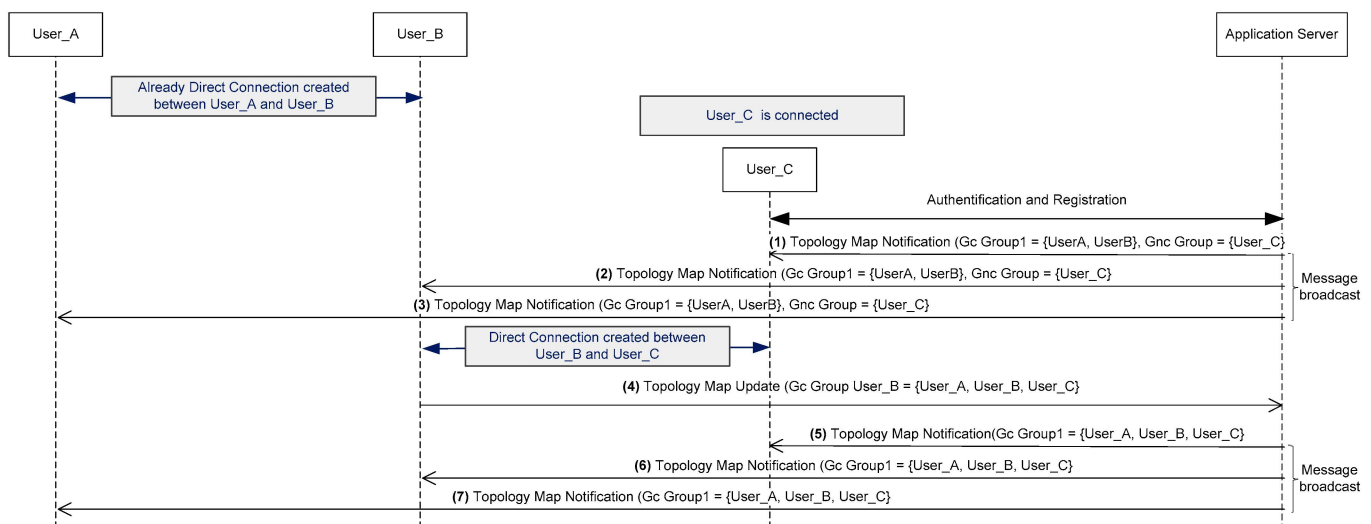 User_A
User_B
Application Server
Already Direct Connection created
between User_A and User_B
User_C is connected
User_C
Authentification and Registration
(1) Topology Map Notification (Gc Group1 = {UserA, UserB}, Gnc Group = {User_C}
(2) Topology Map Notification (Gc Group1 = {UserA, UserB}, Gnc Group = {User_C}
Message
broadcast
(3) Topology Map Notification (Gc Group1 = {UserA, UserB}, Gnc Group = {User_C}
Direct Connection created between
User_B and User_C
(4) Topology Map Update (Gc Group User_B = {User_A, User_B, User_C}
(5) Topology Map Notification(Gc Group1 = {User_A, User_B, User_C}
(6) Topology Map Notification (Gc Group1 = {User_A, User_B, User_C}
Message
broadcast
(7) Topology Map Notification (Gc Group1 = {User_A, User_B, User_C}